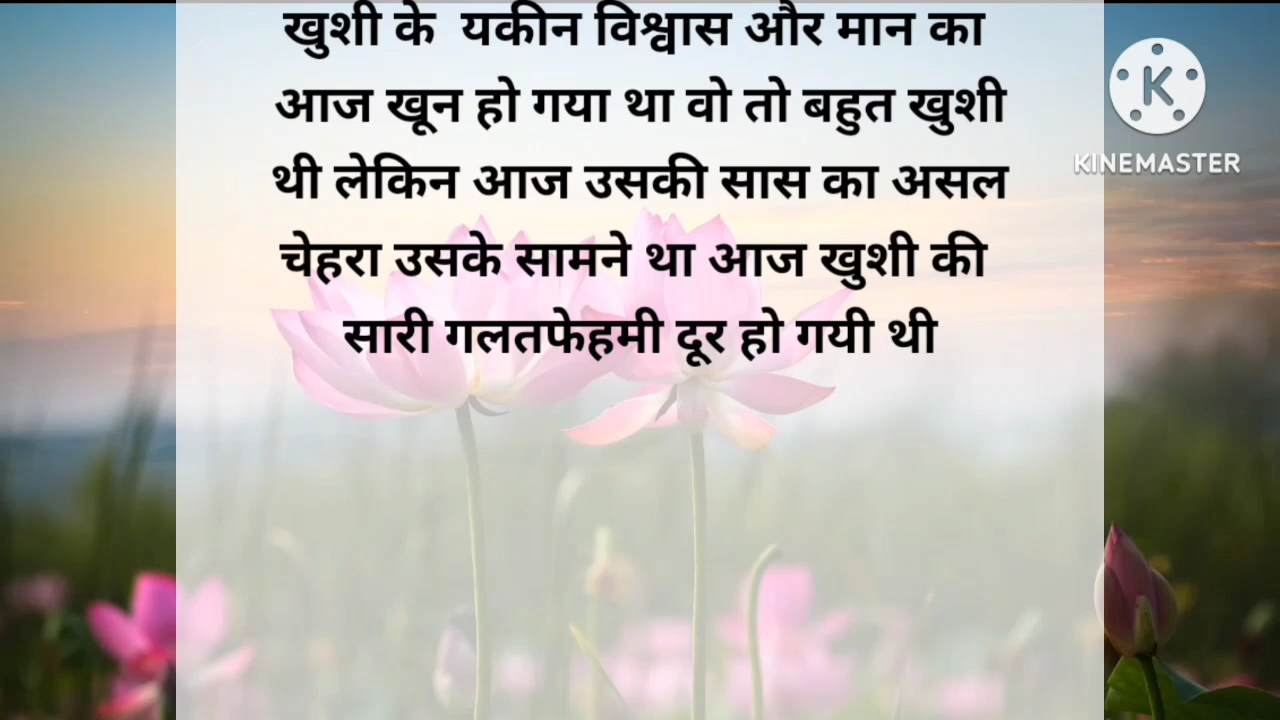 खुशी के यकीन विश्वास और मान का
आज खून हो गया था वो तो बहुत खुशी
थी लेकिन आज उसकी सास का असल
चेहरा उसके सामने था आज खुशी की
सारी गलतफेहमी दूर हो गयी थी
K
KINEMASTER